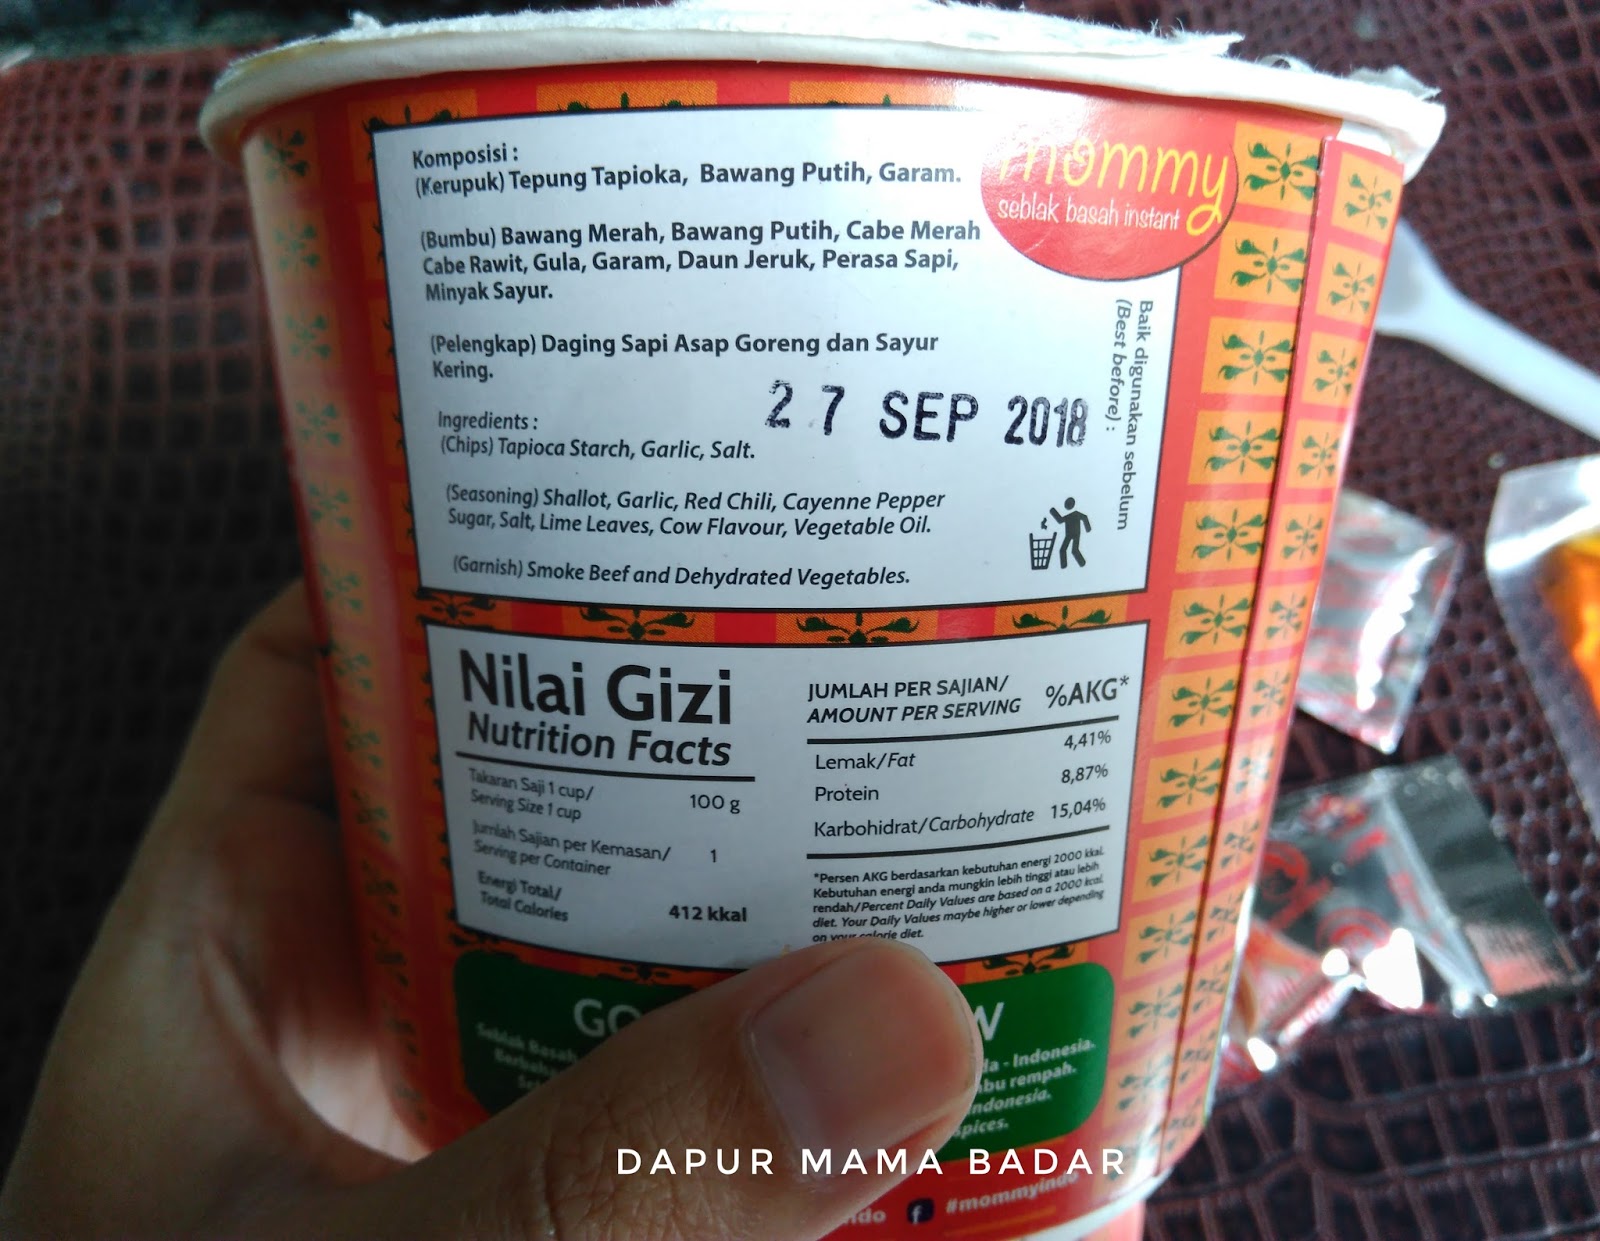 mommy
seblak basah instant
Komposisi :
(Kerupuk) Tepung Tapioka, Bawang Putih, Garam.
(Bumbu) Bawang Merah, Bawang Putih, Cabe Merah
Cabe Rawit, Gula, Garam, Daun Jeruk, Perasa Sapi,
Minyak Sayur.
(Pelengkap) Daging Sapi Asap Goreng dan Sayur
Kering.
27 SEP 2018
Baik digunakan sebelum
(Best before) :
Ingredients :
(Chips) Tapioca Starch, Garlic, Salt.
(Seasoning) Shallot, Garlic, Red Chili, Cayenne Pepper
Sugar, Salt, Lime Leaves, Cow Flavour, Vegetable Oil.
(Garnish) Smoke Beef and Dehydrated Vegetables.
Nilai Gizi
Nutrition Facts
Takaran Saji 1 cup/
Serving Size 1 cup
100 g
Jumlah Sajian per Kemasan/
Serving per Container
1
Energi Total/
Total Calories
412 kkal
JUMLAH PER SAJIAN/
AMOUNT PER SERVING
%AKG*
Lemak/Fat 4,41%
Protein 8,87%
Karbohidrat/Carbohydrate 15,04%
*Persen AKG berdasarkan kebutuhan energi 2000 kkal.
Kebutuhan energi anda mungkin lebih tinggi atau lebih
rendah/Percent Daily Values are based on a 2000 kcal
diet. Your Daily Values maybe higher or lower depending
on your calorie diet.
Seblak Basah
- Indonesia.
rempah.
Indonesia.
DAPUR MAMA BADAR
#mommyindo